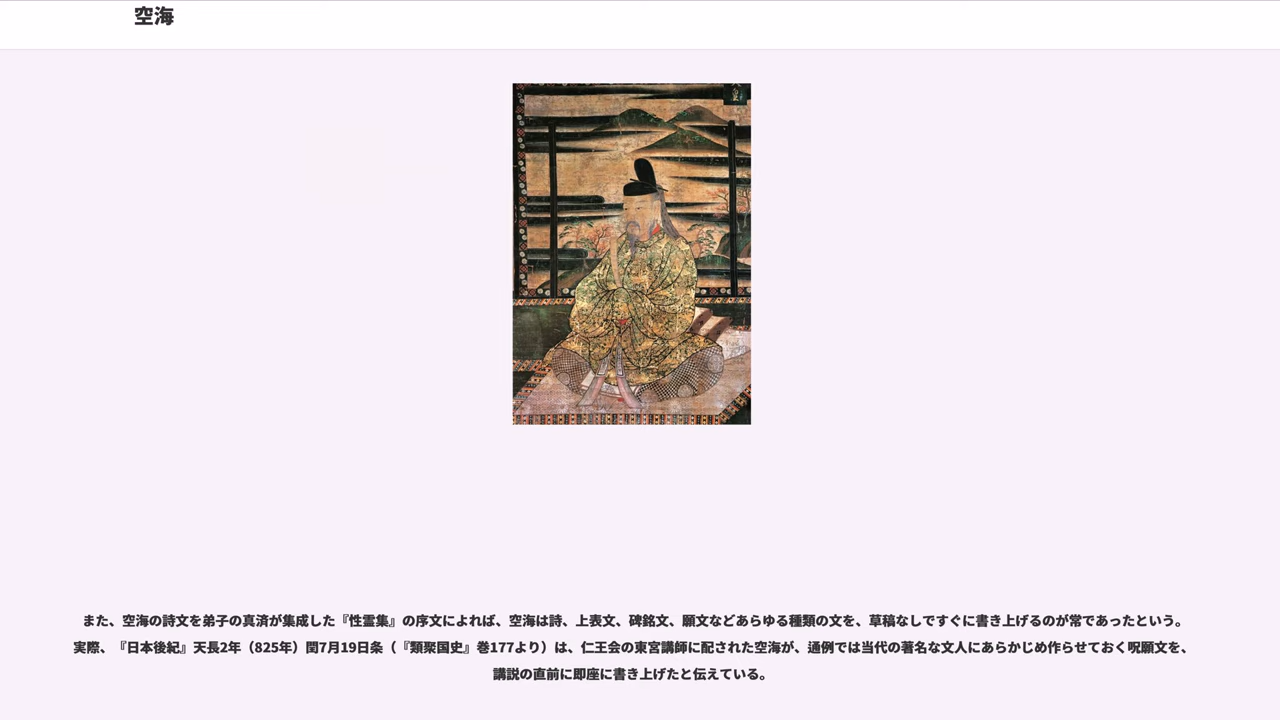 空海
また、空海の詩文を弟子の真済が集成した『性霊集』の序文によれば、空海は詩、上表文、碑銘文、願文などあらゆる種類の文を、草稿なしですぐに書き上げるのが常であったという。
実際、『日本後紀』天長2年（825年）閏7月19日条（『類聚国史』巻177より）は、仁王会の東宮講師に配された空海が、通例では当代の著名な文人にあらかじめ作らせておく呪願文を、
講説の直前に即座に書き上げたと伝えている。